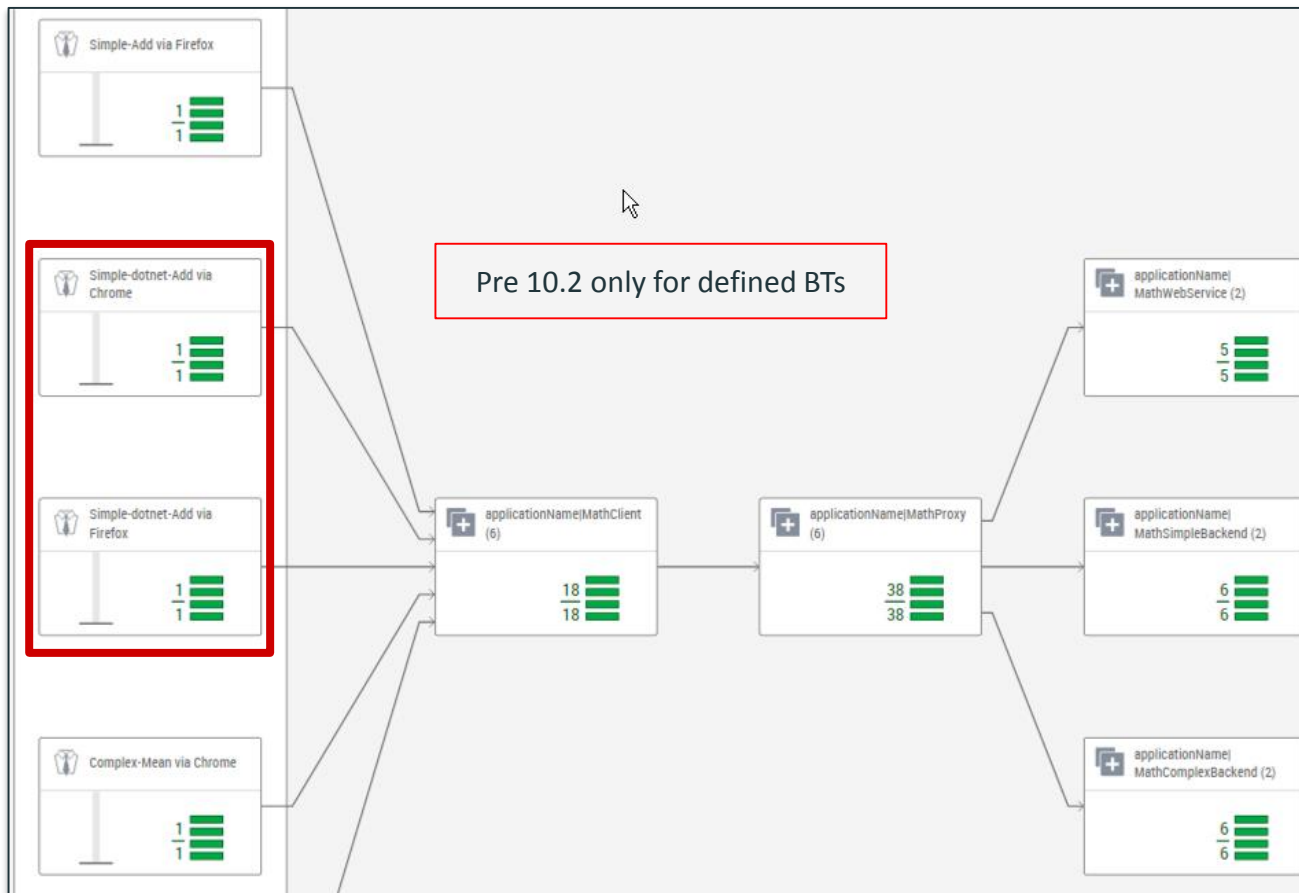 Simple-Add via Firefox
1
1
Simple-dotnet-Add via
Chrome
1
1
Pre 10.2 only for defined BTs
applicationName|
MathWebService (2)
5
5
Simple-dotnet-Add via
Firefox
1
1
applicationName|MathClient
(6)
18
18
applicationName|MathProxy
(6)
38
38
applicationName|
MathSimpleBackend (2)
6
6
Complex-Mean via Chrome
1
1
applicationName|
MathComplexBackend (2)
6
6